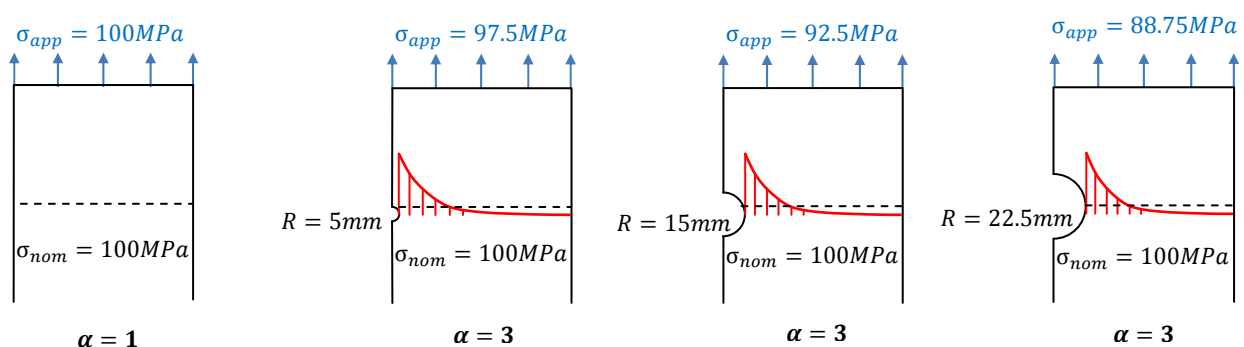 σ_app = 100MPa
σ_nom = 100MPa
α = 1
σ_app = 97.5MPa
R = 5mm
σ_nom = 100MPa
α = 3
σ_app = 92.5MPa
R = 15mm
σ_nom = 100MPa
α = 3
σ_app = 88.75MPa
R = 22.5mm
σ_nom = 100MPa
α = 3